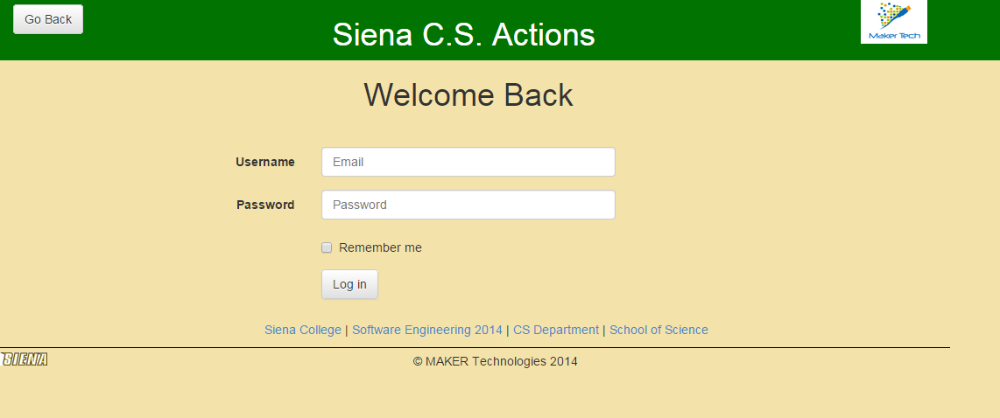 Go Back
Siena C.S. Actions
Maker Tech
Welcome Back
Username Email
Password Password
Remember me
Log in
Siena College | Software Engineering 2014 | CS Department | School of Science
SIENA © MAKER Technologies 2014